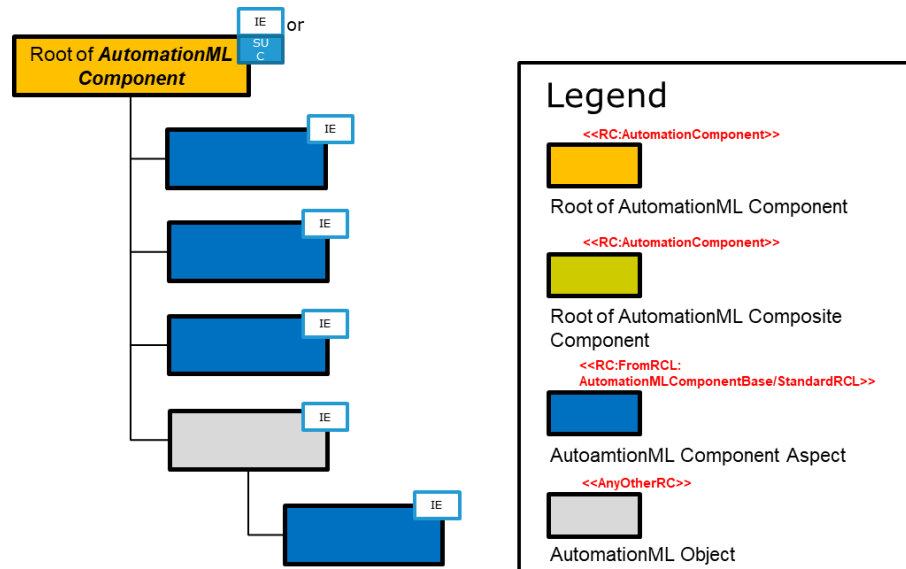 IE
or
SU
C
Root of AutomationML
Component
IE
IE
IE
IE
IE
Legend
<<RC:AutomationComponent>>
Root of AutomationML Component
<<RC:AutomationComponent>>
Root of AutomationML Composite
Component
<<RC:FromRCL:
AutomationMLComponentBase/StandardRCL>>
AutoamtionML Component Aspect
<<AnyOtherRC>>
AutomationML Object